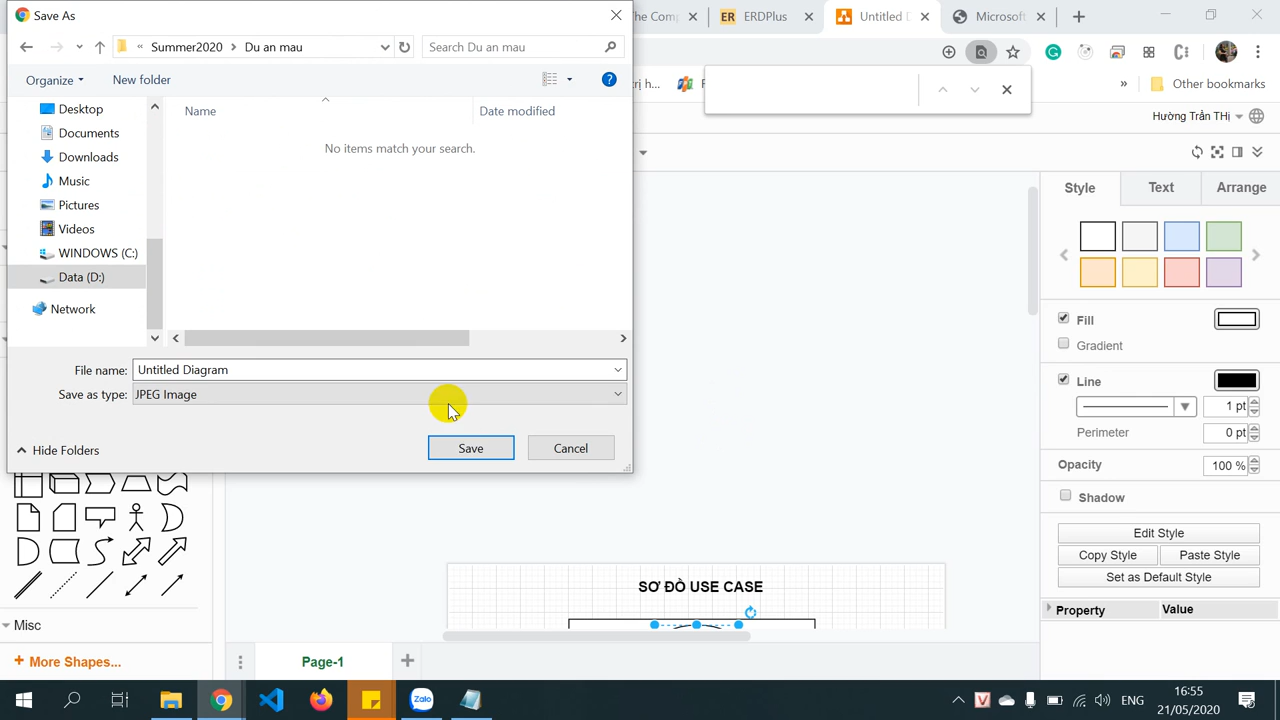 Save As
The Comp
ERDPlus
Untitled D
Microsoft
Summer2020
Du an mau
Search Du an mau
Organize
New folder
Other bookmarks
Desktop
Name
Date modified
Hường Trần THị
Documents
No items match your search.
Downloads
Music
Style
Text
Arrange
Pictures
Videos
WINDOWS (C:)
Data (D:)
Network
Fill
Gradient
File name:
Untitled Diagram
Line
Save as type:
JPEG Image
1 pt
Perimeter
0 pt
Hide Folders
Save
Cancel
Opacity
100 %
Shadow
Edit Style
Copy Style
Paste Style
Set as Default Style
SƠ ĐÒ USE CASE
Property
Value
Misc
More Shapes...
Page-1
Zalo
ENG
16:55
21/05/2020